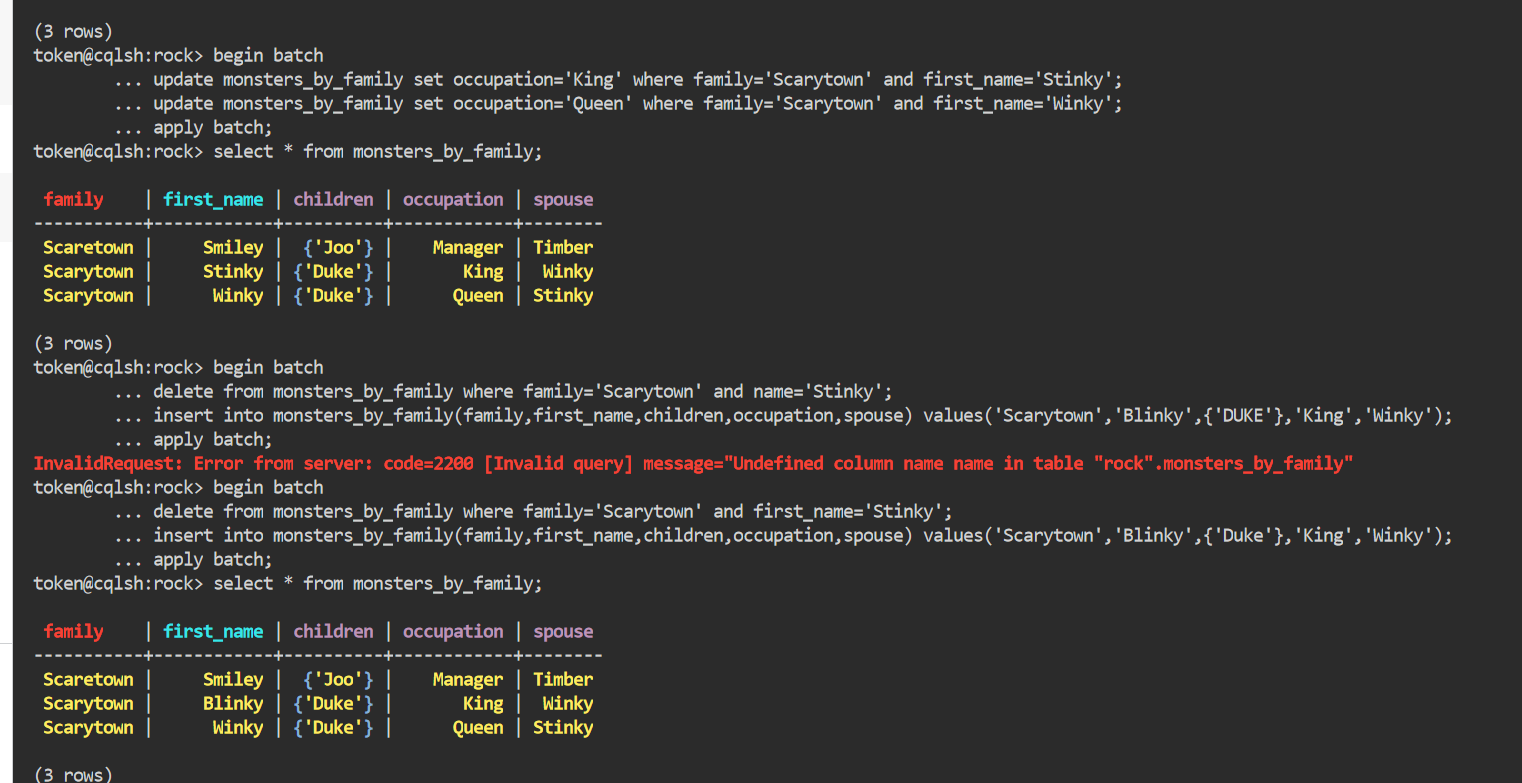 (3 rows)
token@cqlsh:rock> begin batch
... update monsters_by_family set occupation='King' where family='Scarytown' and first_name='Stinky';
... update monsters_by_family set occupation='Queen' where family='Scarytown' and first_name='Winky';
... apply batch;
token@cqlsh:rock> select * from monsters_by_family;
family | first_name | children | occupation | spouse
-----------+------------+----------+------------+--------
Scaretown | Smiley | {'Joo'} | Manager | Timber
Scarytown | Stinky | {'Duke'} | King | Winky
Scarytown | Winky | {'Duke'} | Queen | Stinky
(3 rows)
token@cqlsh:rock> begin batch
... delete from monsters_by_family where family='Scarytown' and name='Stinky';
... insert into monsters_by_family(family,first_name,children,occupation,spouse) values('Scarytown','Blinky',{'DUKE'},'King','Winky');
... apply batch;
InvalidRequest: Error from server: code=2200 [Invalid query] message="Undefined column name name in table "rock".monsters_by_family"
token@cqlsh:rock> begin batch
... delete from monsters_by_family where family='Scarytown' and first_name='Stinky';
... insert into monsters_by_family(family,first_name,children,occupation,spouse) values('Scarytown','Blinky',{'Duke'},'King','Winky');
... apply batch;
token@cqlsh:rock> select * from monsters_by_family;
family | first_name | children | occupation | spouse
-----------+------------+----------+------------+--------
Scaretown | Smiley | {'Joo'} | Manager | Timber
Scarytown | Blinky | {'Duke'} | King | Winky
Scarytown | Winky | {'Duke'} | Queen | Stinky
(3 rows)